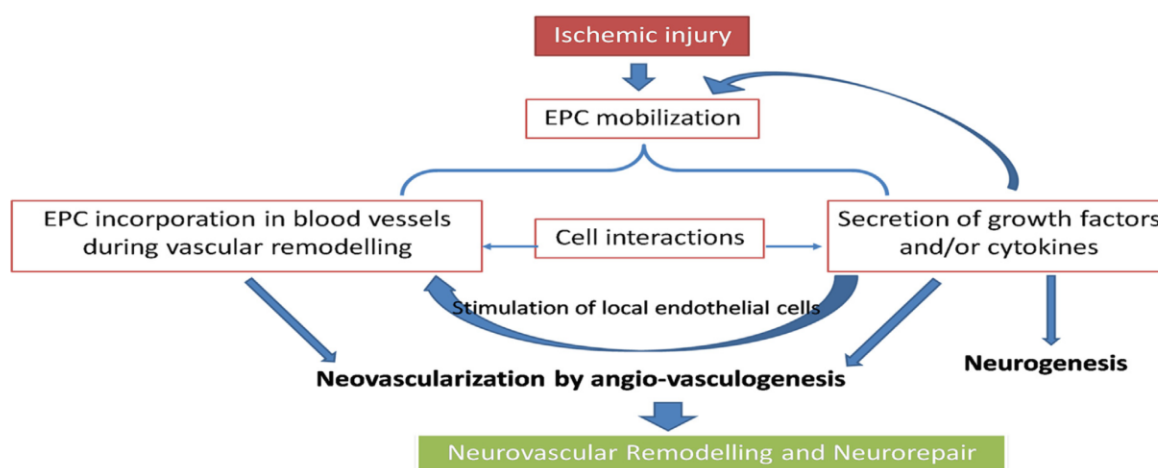 Ischemic injury
EPC mobilization
EPC incorporation in blood vessels
during vascular remodelling
Cell interactions
Secretion of growth factors
and/or cytokines
Stimulation of local endothelial cells
Neurogenesis
Neovascularization by angio-vasculogenesis
Neurovascular Remodelling and Neurorepair